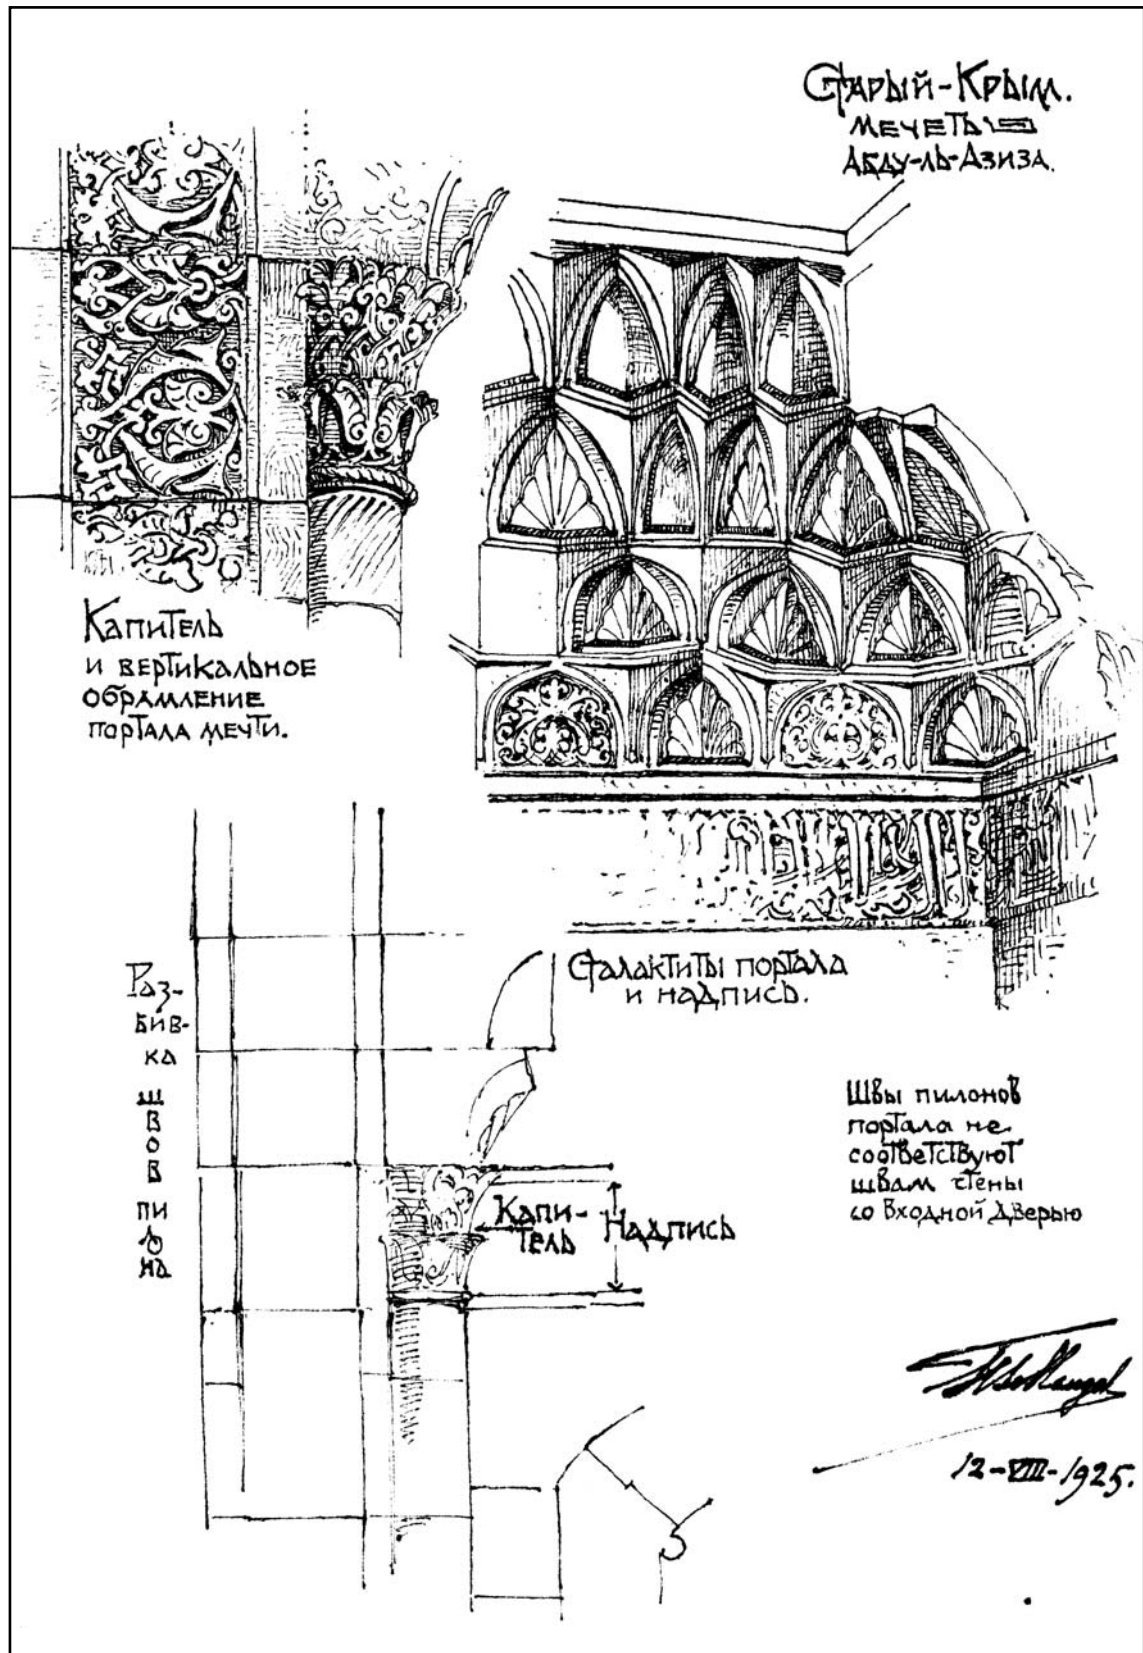 Старый-Крым.
мечеть
Абду-ль-Азиза.
Капитель
и вертикальное
обрамление
портала мечти.
Сталактиты портала
и надпись.
Раз-
бив-
ка
ш
в
о
в
пи
ло
на
Капи-
тель
Надпись
Швы пилонов
портала не
соответствуют
швам стены
со входной дверью
12-VIII-1925.